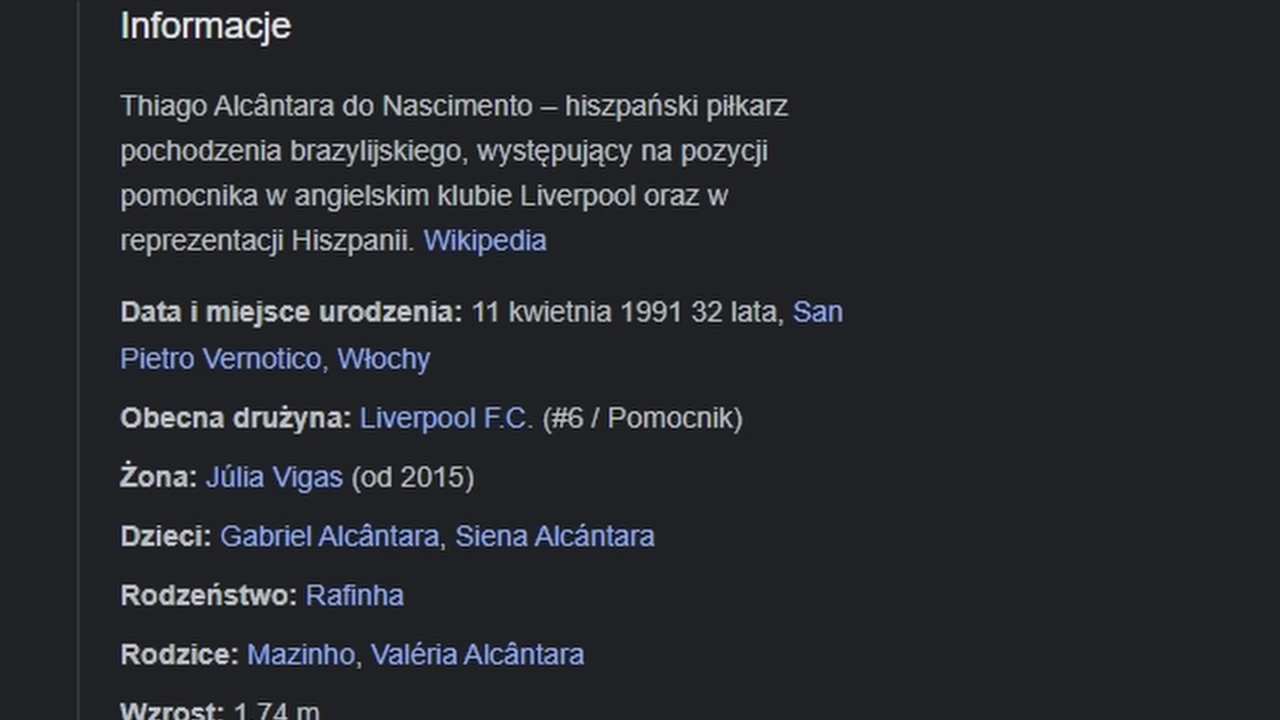 Informacje
Thiago Alcântara do Nascimento – hiszpański piłkarz
pochodzenia brazylijskiego, występujący na pozycji
pomocnika w angielskim klubie Liverpool oraz w
reprezentacji Hiszpanii. Wikipedia
Data i miejsce urodzenia: 11 kwietnia 1991 32 lata, San
Pietro Vernotico, Włochy
Obecna drużyna: Liverpool F.C. (#6 / Pomocnik)
Żona: Júlia Vigas (od 2015)
Dzieci: Gabriel Alcântara, Siena Alcántara
Rodzeństwo: Rafinha
Rodzice: Mazinho, Valéria Alcântara
Wzrost: 1,74 m